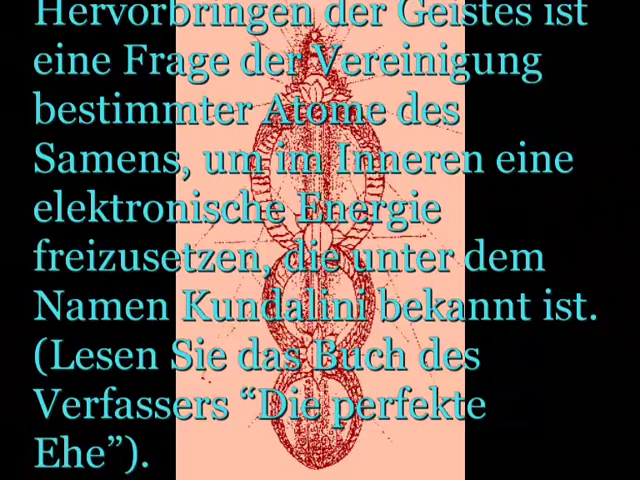 Hervorbringen der Geistes ist
eine Frage der Vereinigung
bestimmter Atome des
Samens, um im Inneren eine
elektronische Energie
freizusetzen, die unter dem
Namen Kundalini bekannt ist.
(Lesen Sie das Buch des
Verfassers “Die perfekte
Ehe”).